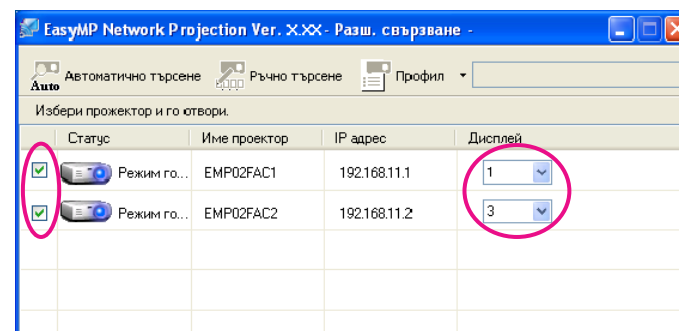 EasyMP Network Projection Ver. X.XX - Разш. свързване -
Auto Автоматично търсене Ръчно търсене Профил
Избери прожектор и го отвори.
Статус Име проектор IP адрес Дисплей
Режим го... EMP02FAC1 192.168.11.1 1
Режим го... EMP02FAC2 192.168.11.2 3